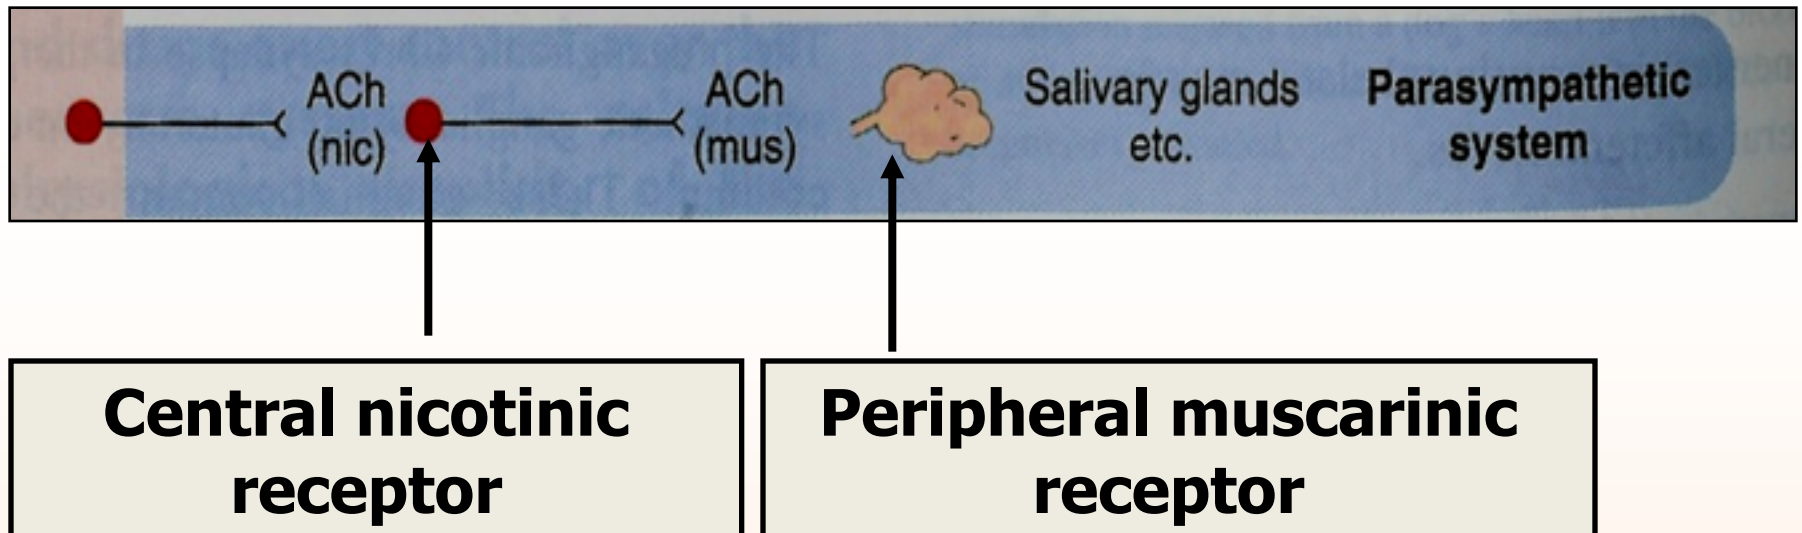 ACh
(nic)
ACh
(mus)
Salivary glands
etc.
Parasympathetic
system
Central nicotinic
receptor
Peripheral muscarinic
receptor